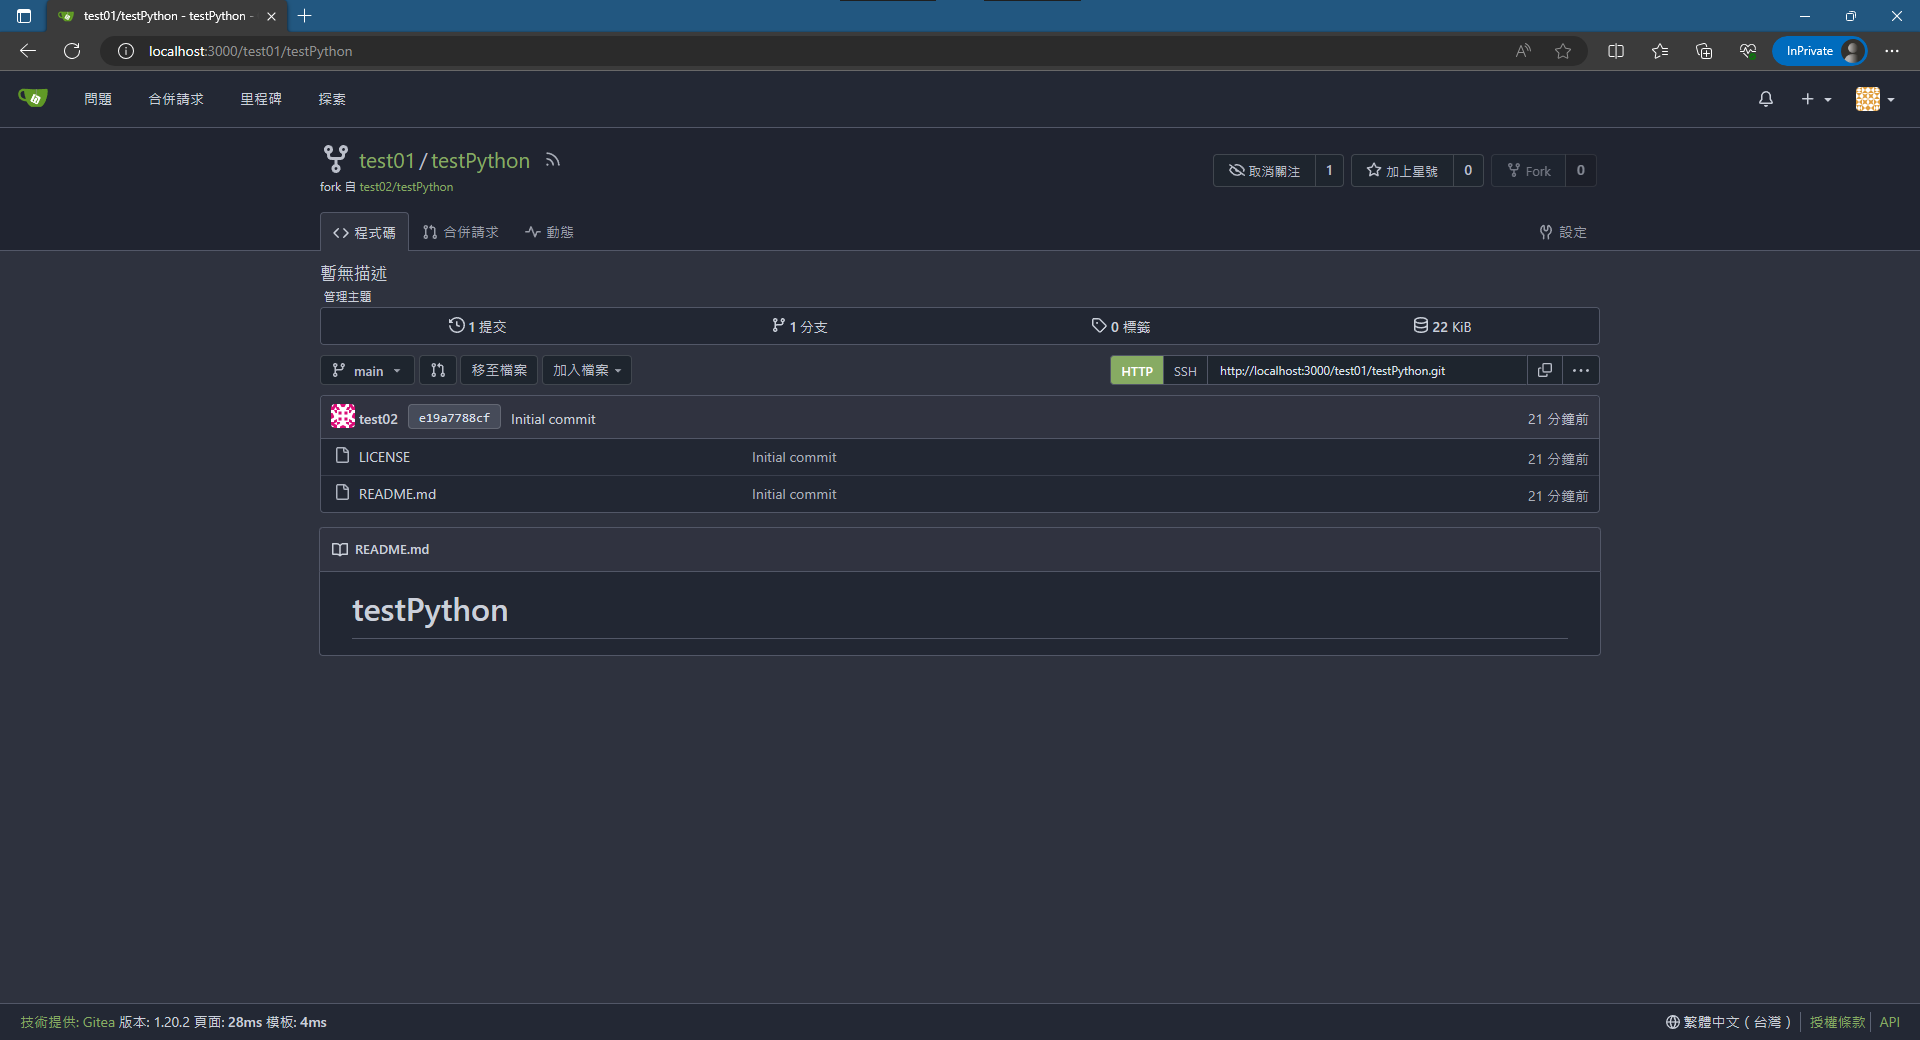 test01/testPython - testPython -
localhost:3000/test01/testPython
InPrivate
問題 合併請求 里程碑 探索
test01/testPython
fork 自 test02/testPython
取消關注 1 加上星號 0 Fork 0
程式碼 合併請求 動態 設定
暫無描述
管理主題
1 提交 1 分支 0 標籤 22 KiB
main 移至檔案 加入檔案 HTTP SSH http://localhost:3000/test01/testPython.git
test02 e19a7788cf Initial commit 21 分鐘前
LICENSE Initial commit 21 分鐘前
README.md Initial commit 21 分鐘前
README.md
testPython
技術提供: Gitea 版本: 1.20.2 頁面: 28ms 模板: 4ms 繁體中文（台灣） 授權條款 API